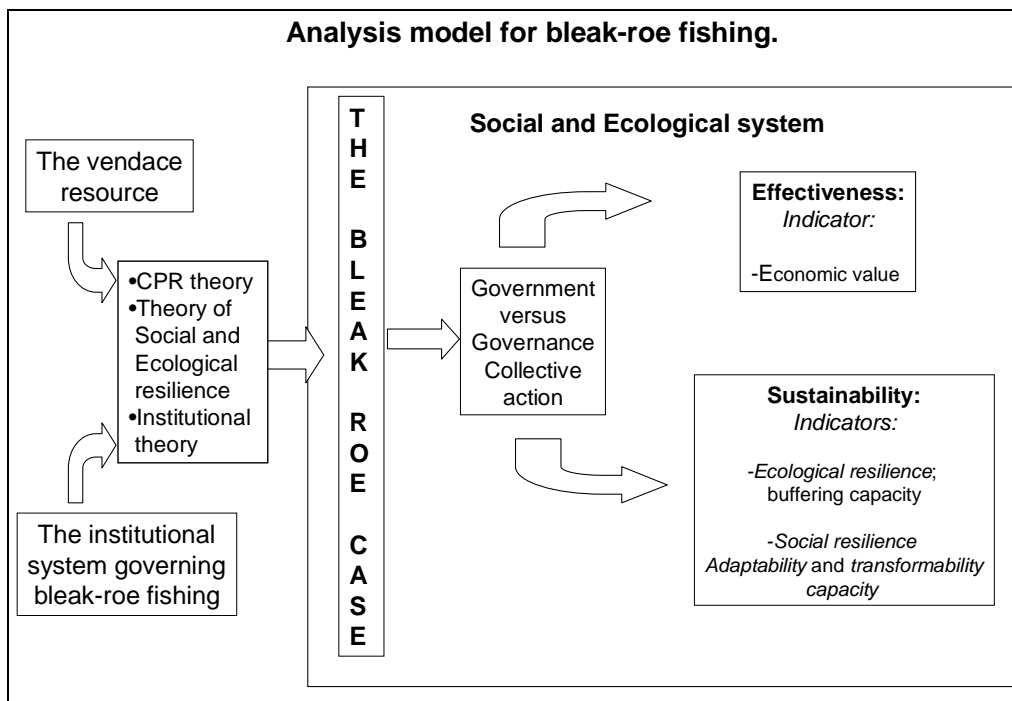 Analysis model for bleak-roe fishing.
The vendace
resource
•CPR theory
•Theory of
Social and
Ecological
resilience
•Institutional
theory
The institutional
system governing
bleak-roe fishing
T
H
E
B
L
E
A
K
R
O
E
C
A
S
E
Social and Ecological system
Government
versus
Governance
Collective
action
Effectiveness:
Indicator:
-Economic value
Sustainability:
Indicators:
-Ecological resilience;
buffering capacity
-Social resilience
Adaptability and transformability
capacity